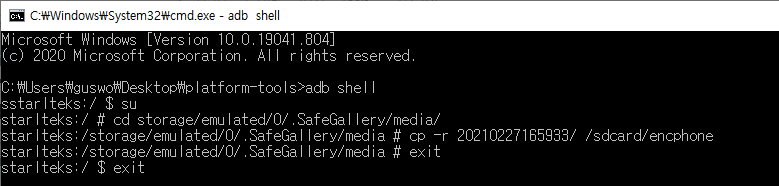 C:₩Windows₩System32₩cmd.exe - adb  shell
Microsoft Windows [Version 10.0.19041.804]
(c) 2020 Microsoft Corporation. All rights reserved.
C:₩Users₩guswo₩Desktop₩platform-tools>adb shell
sstarlteks:/ $ su
starlteks:/ # cd storage/emulated/0/.SafeGallery/media/
starlteks:/storage/emulated/0/.SafeGallery/media # cp -r 20210227165933/ /sdcard/encphone
starlteks:/storage/emulated/0/.SafeGallery/media # exit
starlteks:/ $ exit